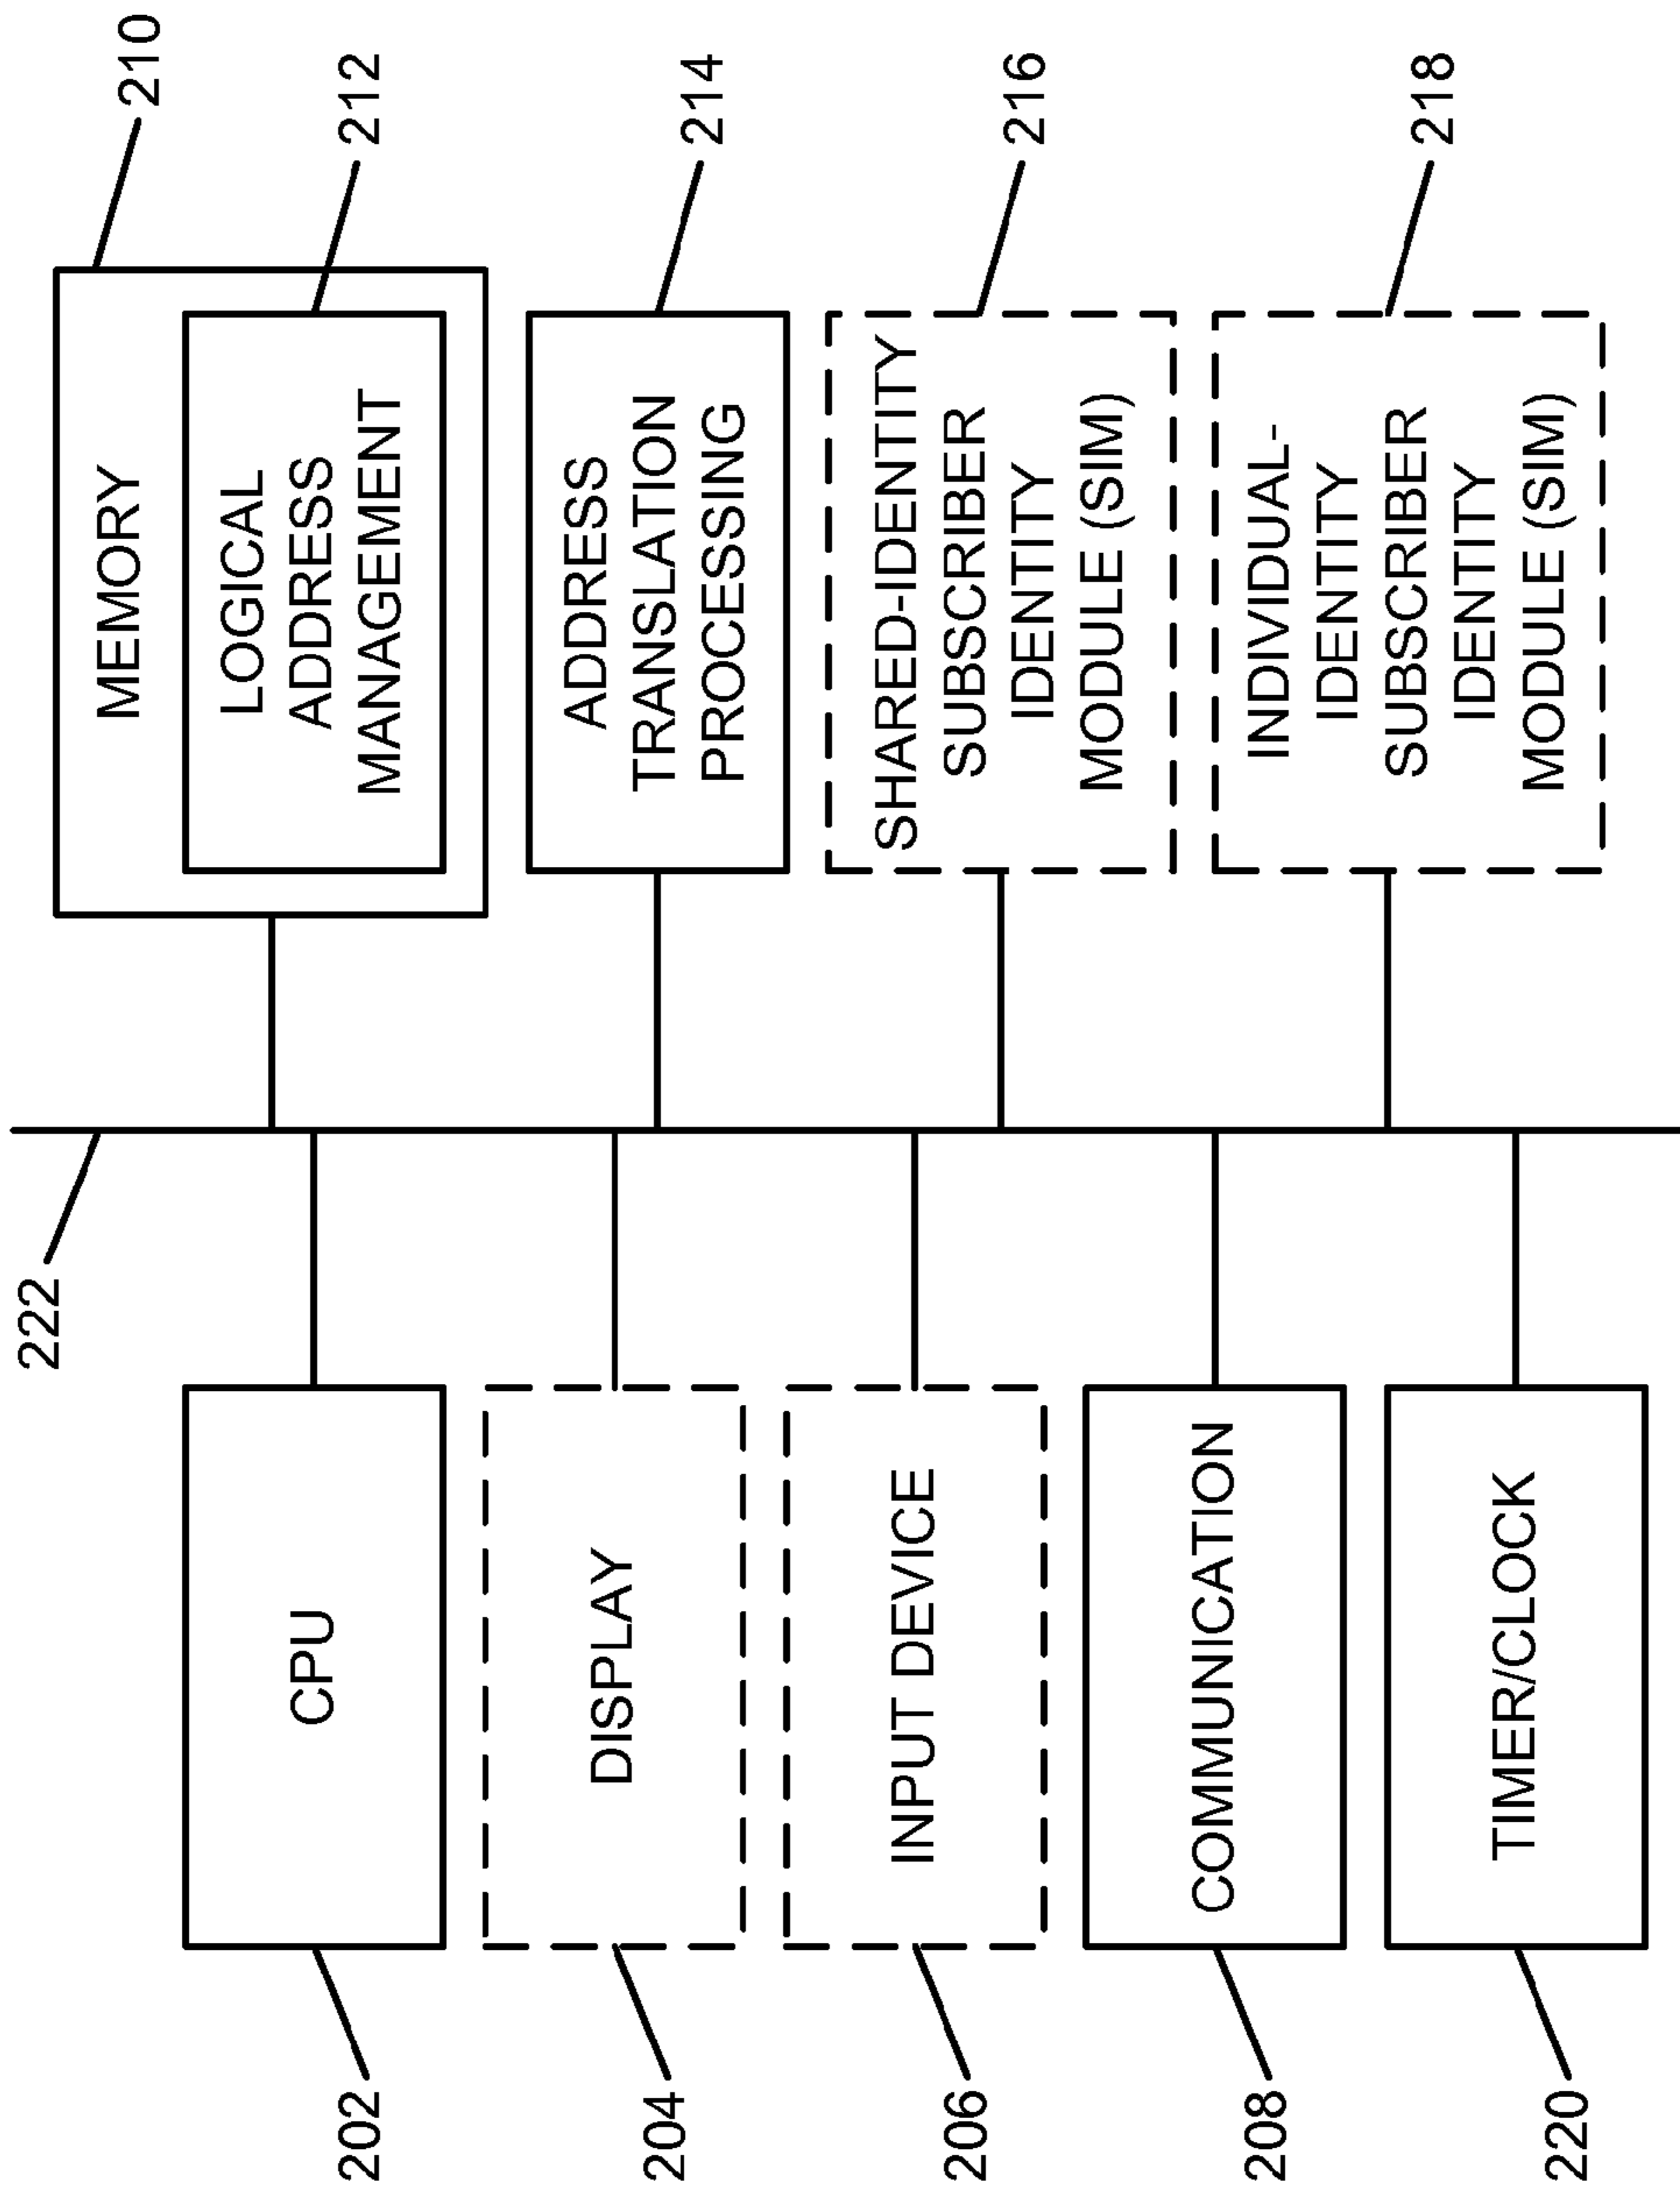 222
210
202
CPU
MEMORY
LOGICAL
ADDRESS
MANAGEMENT
212
204
DISPLAY
ADDRESS
TRANSLATION
PROCESSING
214
206
INPUT DEVICE
SHARED-IDENTITY
SUBSCRIBER
IDENTITY
MODULE (SIM)
216
208
COMMUNICATION
INDIVIDUAL-
IDENTITY
SUBSCRIBER
IDENTITY
MODULE (SIM)
218
220
TIMER/CLOCK